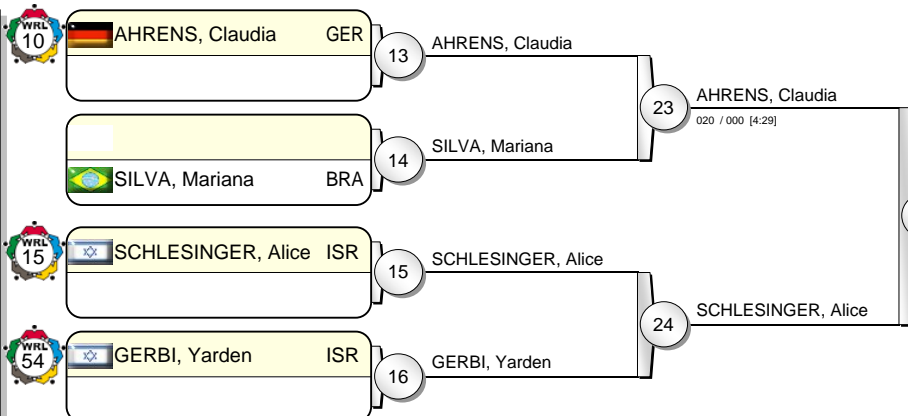 WRL
10
AHRENS, Claudia GER
13
AHRENS, Claudia
23
AHRENS, Claudia
020 / 000 [4:29]
14
SILVA, Mariana
SILVA, Mariana BRA
WRL
15
SCHLESINGER, Alice ISR
15
SCHLESINGER, Alice
24
SCHLESINGER, Alice
WRL
54
GERBI, Yarden ISR
16
GERBI, Yarden